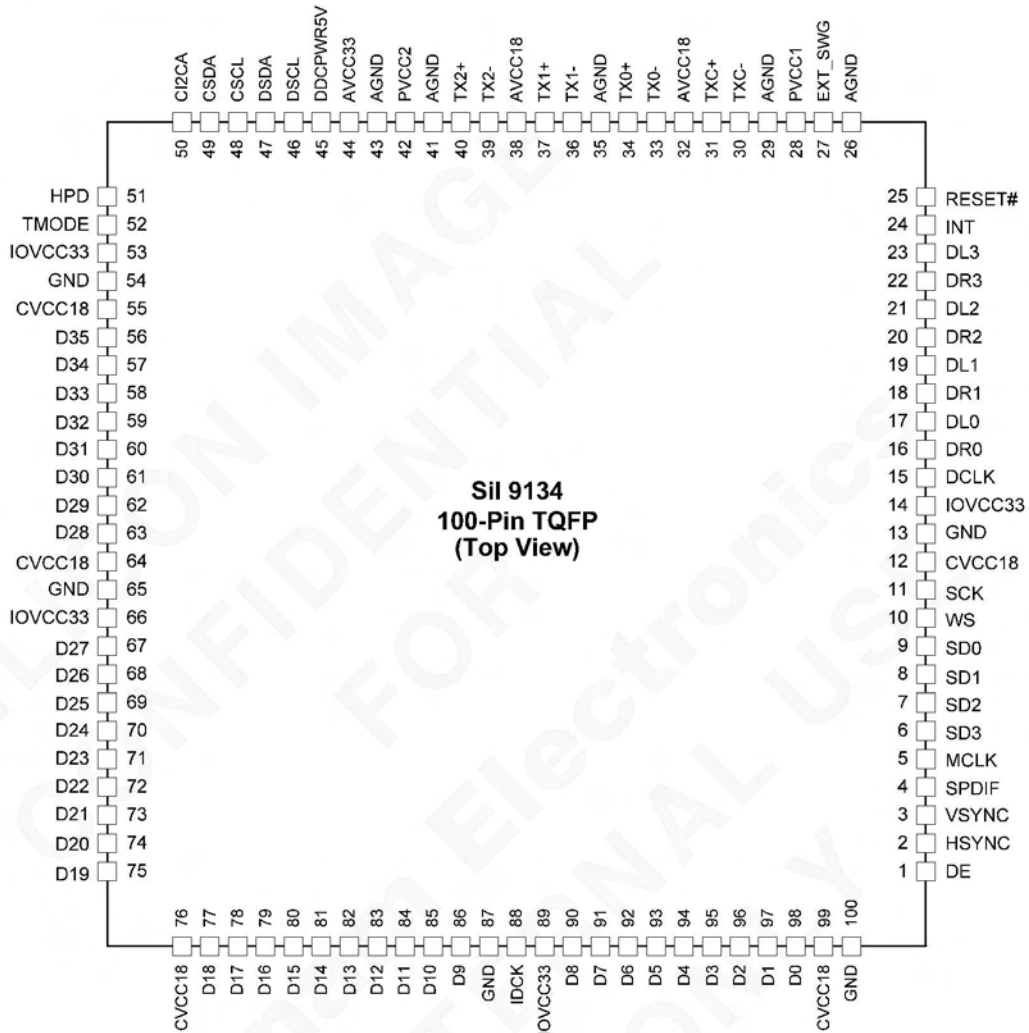 CI2CA
CSDA
CSCL
DSDA
DSCL
DDCPWR5V
AVCC33
AGND
PVCC2
AGND
TX2+
TX2-
AVCC18
TX1+
TX1-
AGND
TX0+
TX0-
AVCC18
TXC+
TXC-
AGND
PVCC1
EXT_SWG
AGND
50 49 48 47 46 45 44 43 42 41 40 39 38 37 36 35 34 33 32 31 30 29 28 27 26
HPD 51
TMODE 52
IOVCC33 53
GND 54
CVCC18 55
D35 56
D34 57
D33 58
D32 59
D31 60
D30 61
D29 62
D28 63
CVCC18 64
GND 65
IOVCC33 66
D27 67
D26 68
D25 69
D24 70
D23 71
D22 72
D21 73
D20 74
D19 75
SiI 9134
100-Pin TQFP
(Top View)
25 RESET#
24 INT
23 DL3
22 DR3
21 DL2
20 DR2
19 DL1
18 DR1
17 DL0
16 DR0
15 DCLK
14 IOVCC33
13 GND
12 CVCC18
11 SCK
10 WS
9 SD0
8 SD1
7 SD2
6 SD3
5 MCLK
4 SPDIF
3 VSYNC
2 HSYNC
1 DE
76 77 78 79 80 81 82 83 84 85 86 87 88 89 90 91 92 93 94 95 96 97 98 99 100
CVCC18
D18
D17
D16
D15
D14
D13
D12
D11
D10
D9
GND
IDCK
IOVCC33
D8
D7
D6
D5
D4
D3
D2
D1
D0
CVCC18
GND
CONFIDENTIAL
FOR
Electronics